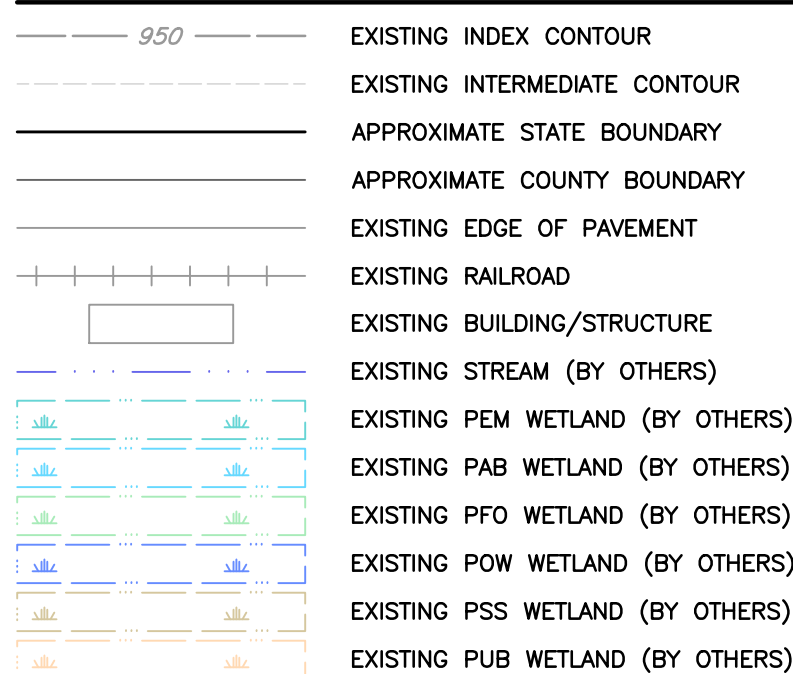 950 EXISTING INDEX CONTOUR
EXISTING INTERMEDIATE CONTOUR
APPROXIMATE STATE BOUNDARY
APPROXIMATE COUNTY BOUNDARY
EXISTING EDGE OF PAVEMENT
EXISTING RAILROAD
EXISTING BUILDING/STRUCTURE
EXISTING STREAM (BY OTHERS)
EXISTING PEM WETLAND (BY OTHERS)
EXISTING PAB WETLAND (BY OTHERS)
EXISTING PFO WETLAND (BY OTHERS)
EXISTING POW WETLAND (BY OTHERS)
EXISTING PSS WETLAND (BY OTHERS)
EXISTING PUB WETLAND (BY OTHERS)